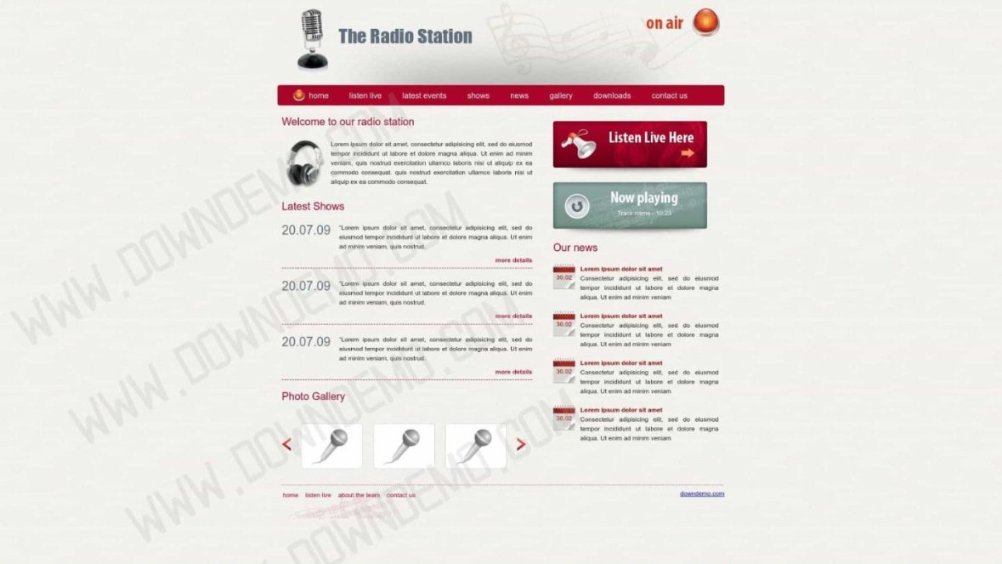 The Radio Station
on air
home listen live latest events shows news gallery downloads contact us
Welcome to our radio station
Lorem ipsum dolor sit amet, consectetur adipisicing elit, sed do eiusmod
tempor incididunt ut labore et dolore magna aliqua. Ut enim ad minim
veniam, quis nostrud exercitation ullamco laboris nisi ut aliquip ex ea
commodo consequat. quis nostrud exercitation ullamco laboris nisi ut
aliquip ex ea commodo consequat.
Latest Shows
20.07.09
"Lorem ipsum dolor sit amet, consectetur adipisicing elit, sed do
eiusmod tempor incididunt ut labore et dolore magna aliqua. Ut enim
ad minim veniam, quis nostrud.
more details
20.07.09
"Lorem ipsum dolor sit amet, consectetur adipisicing elit, sed do
eiusmod tempor incididunt ut labore et dolore magna aliqua. Ut enim
ad minim veniam, quis nostrud.
more details
20.07.09
"Lorem ipsum dolor sit amet, consectetur adipisicing elit, sed do
eiusmod tempor incididunt ut labore et dolore magna aliqua. Ut enim
ad minim veniam, quis nostrud.
more details
Photo Gallery
Listen Live Here
Now playing
Track name - 10:23
Our news
30.02
Lorem ipsum dolor sit amet
Consectetur adipisicing elit, sed do eiusmod
tempor incididunt ut labore et dolore magna
aliqua. Ut enim ad minim veniam
30.02
Lorem ipsum dolor sit amet
Consectetur adipisicing elit, sed do eiusmod
tempor incididunt ut labore et dolore magna
aliqua. Ut enim ad minim veniam
30.02
Lorem ipsum dolor sit amet
Consectetur adipisicing elit, sed do eiusmod
tempor incididunt ut labore et dolore magna
aliqua. Ut enim ad minim veniam
30.02
Lorem ipsum dolor sit amet
Consectetur adipisicing elit, sed do eiusmod
tempor incididunt ut labore et dolore magna
aliqua. Ut enim ad minim veniam
home listen live about the team contact us
downdemo.com
WWW.DOWNDEMO.COM
WWW.DOWNDEMO.COM
WWW.DOWNDEMO.COM
WWW.DOWNDEMO.COM